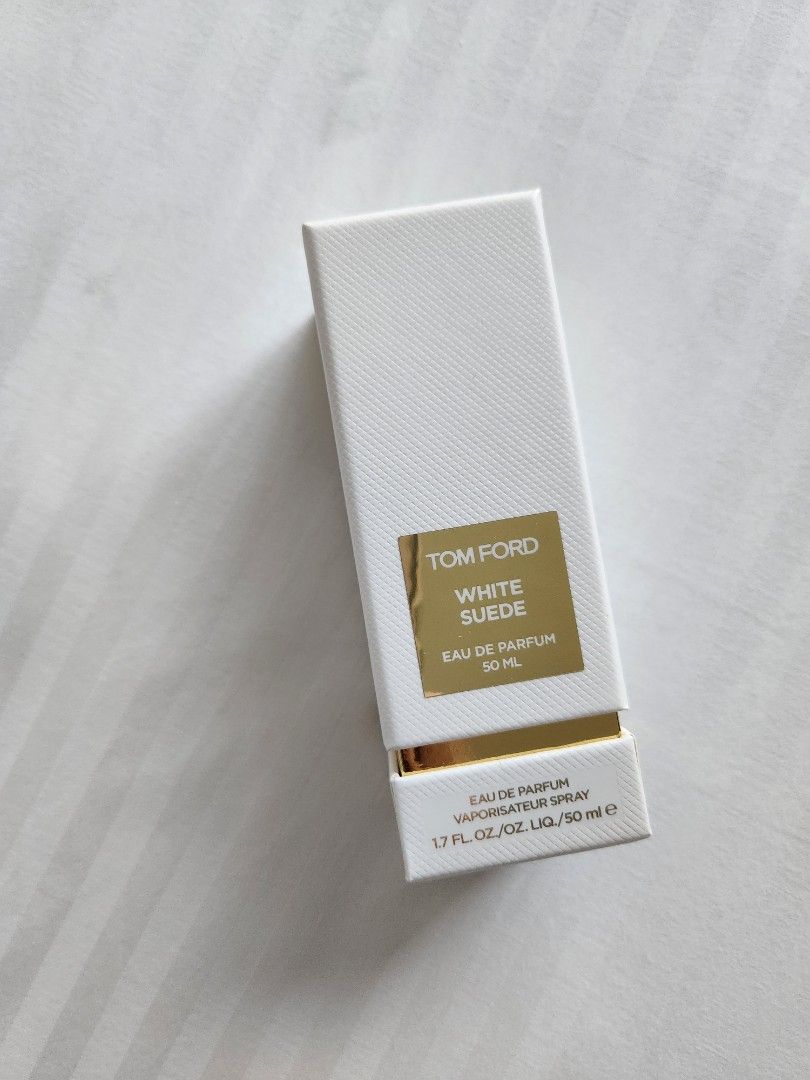 TOM FORD
WHITE
SUEDE
EAU DE PARFUM
50 ML
EAU DE PARFUM
VAPORISATEUR SPRAY
1.7 FL. OZ./OZ. LIQ./50 ml ℮